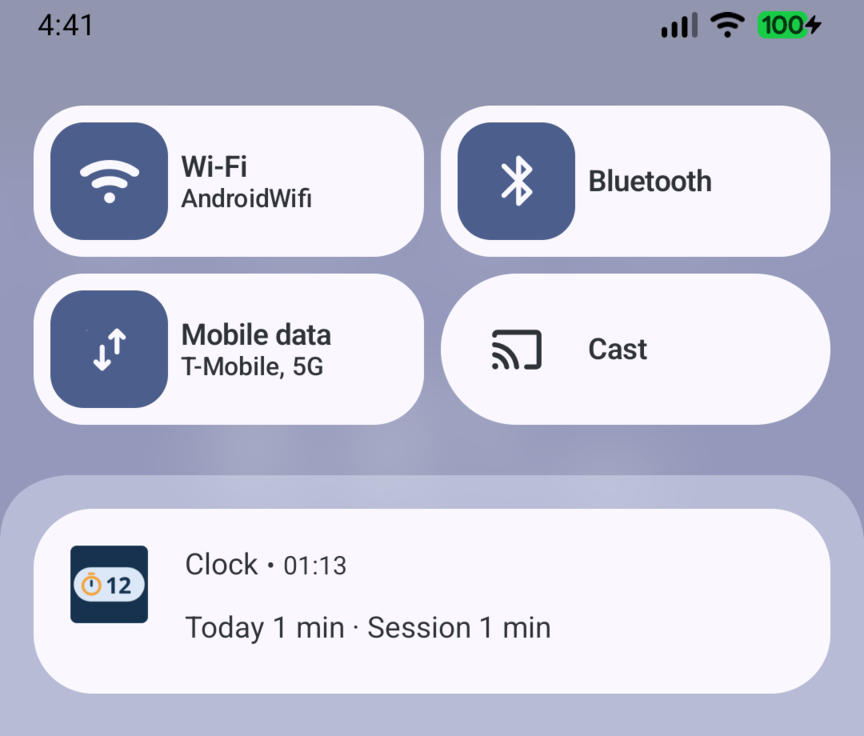 4:41
100
Wi-Fi
AndroidWifi
Bluetooth
Mobile data
T-Mobile, 5G
Cast
12
Clock • 01:13
Today 1 min · Session 1 min